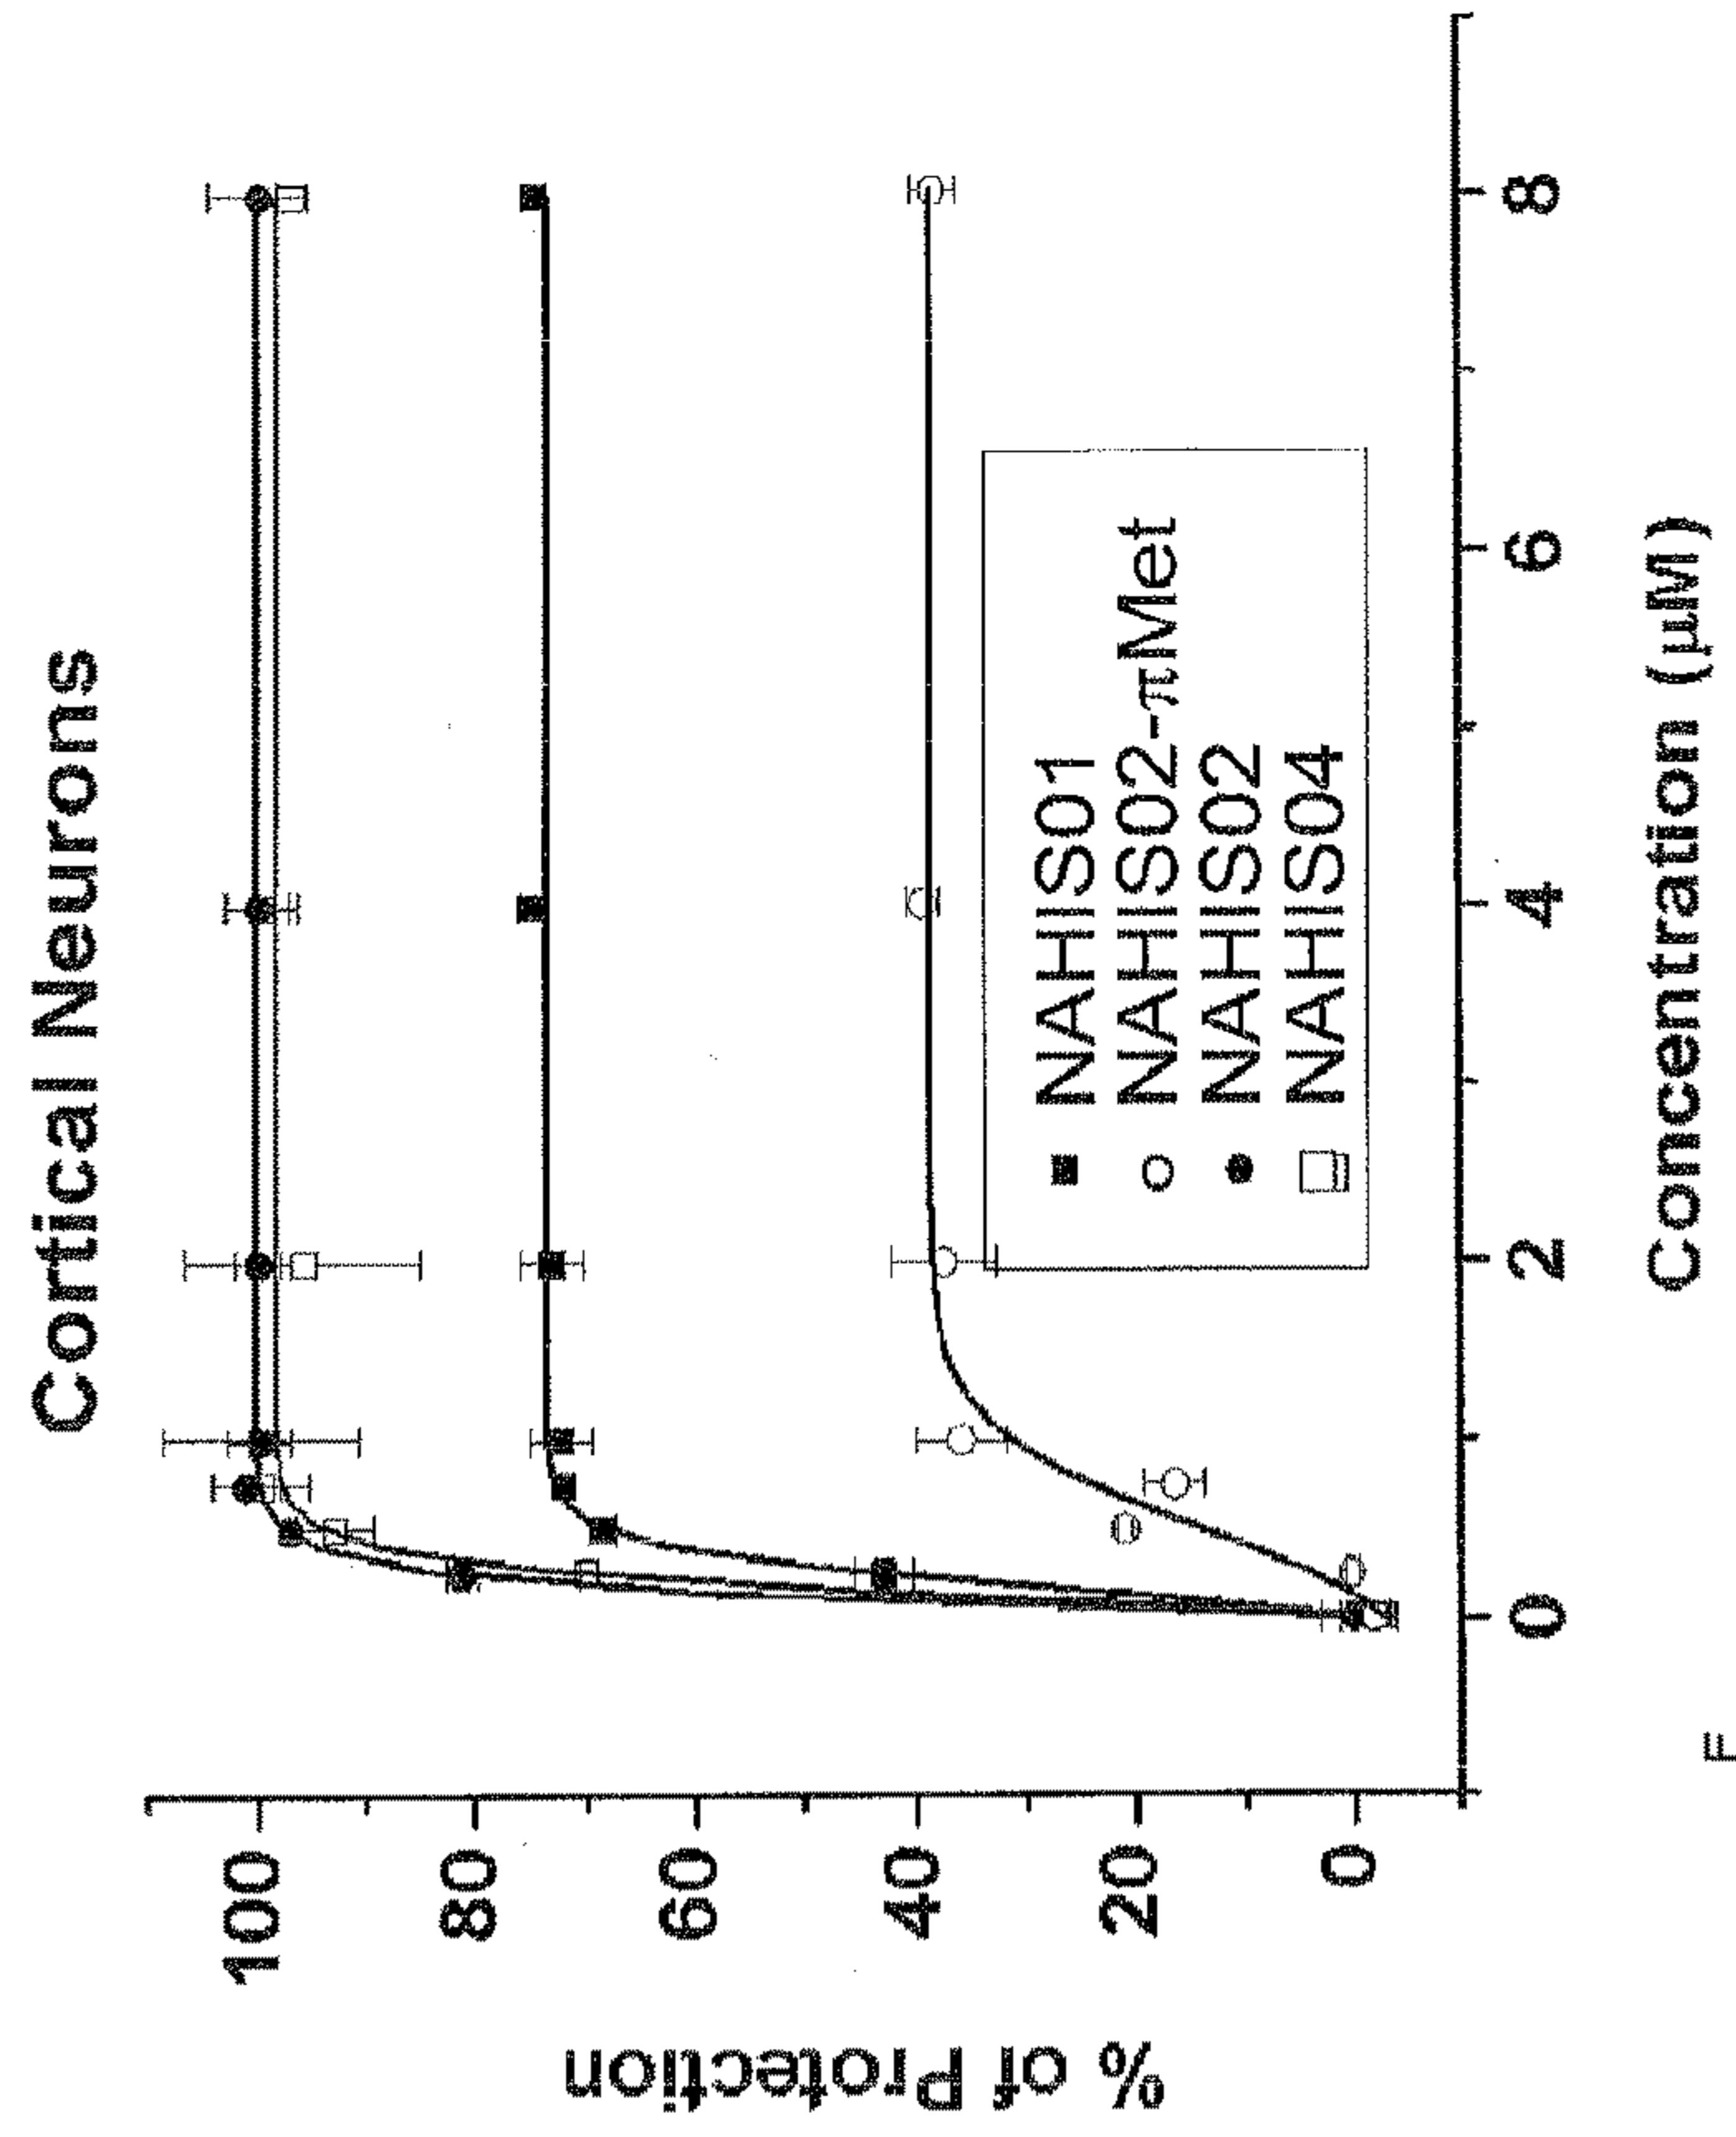 Cortical Neurons
% of Protection
100
80
60
40
20
0
NAHIS01
NAHIS02-πMet
NAHIS02
NAHIS04
0
2
4
6
8
Concentration (µM)